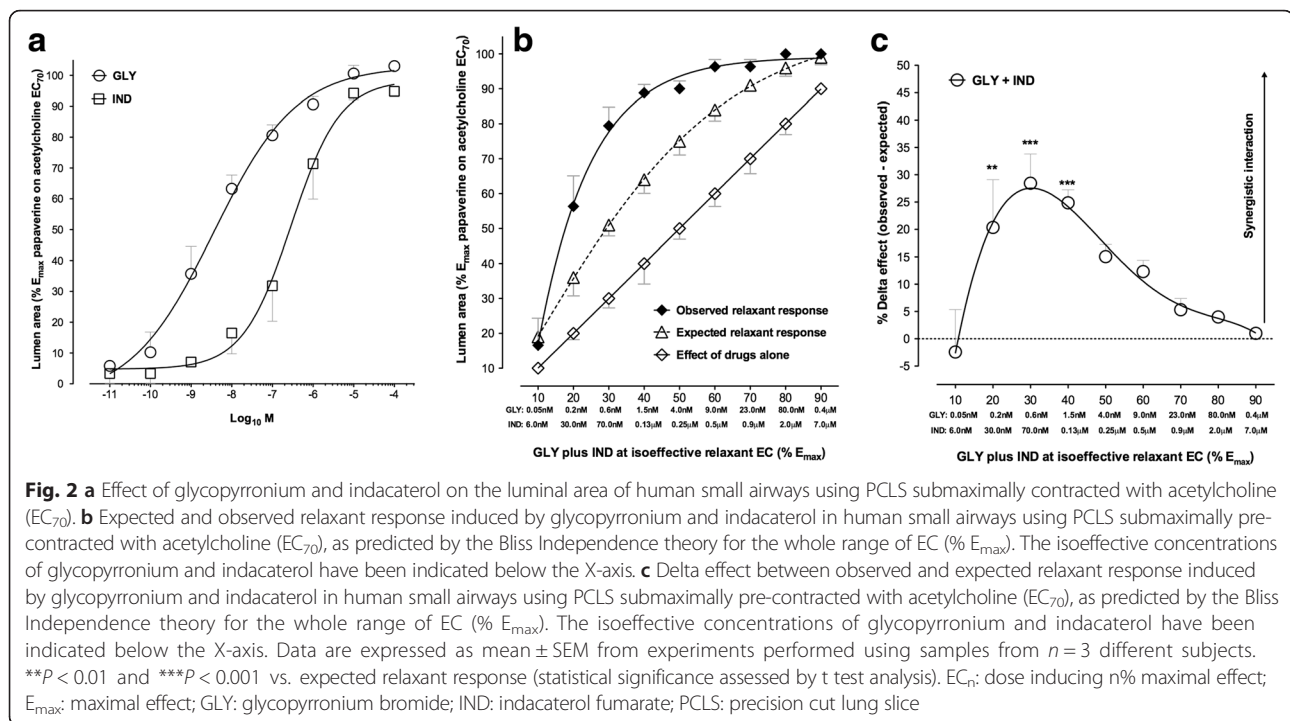 a
Lumen area (% Emax papaverine on acetylcholine EC70)
100
90
80
70
60
50
40
30
20
10
0
GLY
IND
-11 -10 -9 -8 -7 -6 -5 -4
Log10 M
b
Lumen area (% Emax papaverine on acetylcholine EC70)
100
90
80
70
60
50
40
30
20
10
Observed relaxant response
Expected relaxant response
Effect of drugs alone
10 20 30 40 50 60 70 80 90
GLY: 0.05nM 0.2nM 0.6nM 1.5nM 4.0nM 9.0nM 23.0nM 80.0nM 0.4µM
IND: 6.0nM 30.0nM 70.0nM 0.13µM 0.25µM 0.5µM 0.9µM 2.0µM 7.0µM
GLY plus IND at isoeffective relaxant EC (% Emax)
c
% Delta effect (observed - expected)
50
45
40
35
30
25
20
15
10
5
0
-5
GLY + IND
** *** ***
Synergistic interaction
10 20 30 40 50 60 70 80 90
GLY: 0.05nM 0.2nM 0.6nM 1.5nM 4.0nM 9.0nM 23.0nM 80.0nM 0.4µM
IND: 6.0nM 30.0nM 70.0nM 0.13µM 0.25µM 0.5µM 0.9µM 2.0µM 7.0µM
GLY plus IND at isoeffective relaxant EC (% Emax)
Fig. 2 a Effect of glycopyrronium and indacaterol on the luminal area of human small airways using PCLS submaximally contracted with acetylcholine
(EC70). b Expected and observed relaxant response induced by glycopyrronium and indacaterol in human small airways using PCLS submaximally pre-
contracted with acetylcholine (EC70), as predicted by the Bliss Independence theory for the whole range of EC (% Emax). The isoeffective concentrations
of glycopyrronium and indacaterol have been indicated below the X-axis. c Delta effect between observed and expected relaxant response induced
by glycopyrronium and indacaterol in human small airways using PCLS submaximally pre-contracted with acetylcholine (EC70), as predicted by the Bliss
Independence theory for the whole range of EC (% Emax). The isoeffective concentrations of glycopyrronium and indacaterol have been
indicated below the X-axis. Data are expressed as mean ± SEM from experiments performed using samples from n = 3 different subjects.
**P < 0.01 and ***P < 0.001 vs. expected relaxant response (statistical significance assessed by t test analysis). ECn: dose inducing n% maximal effect;
Emax: maximal effect; GLY: glycopyrronium bromide; IND: indacaterol fumarate; PCLS: precision cut lung slice